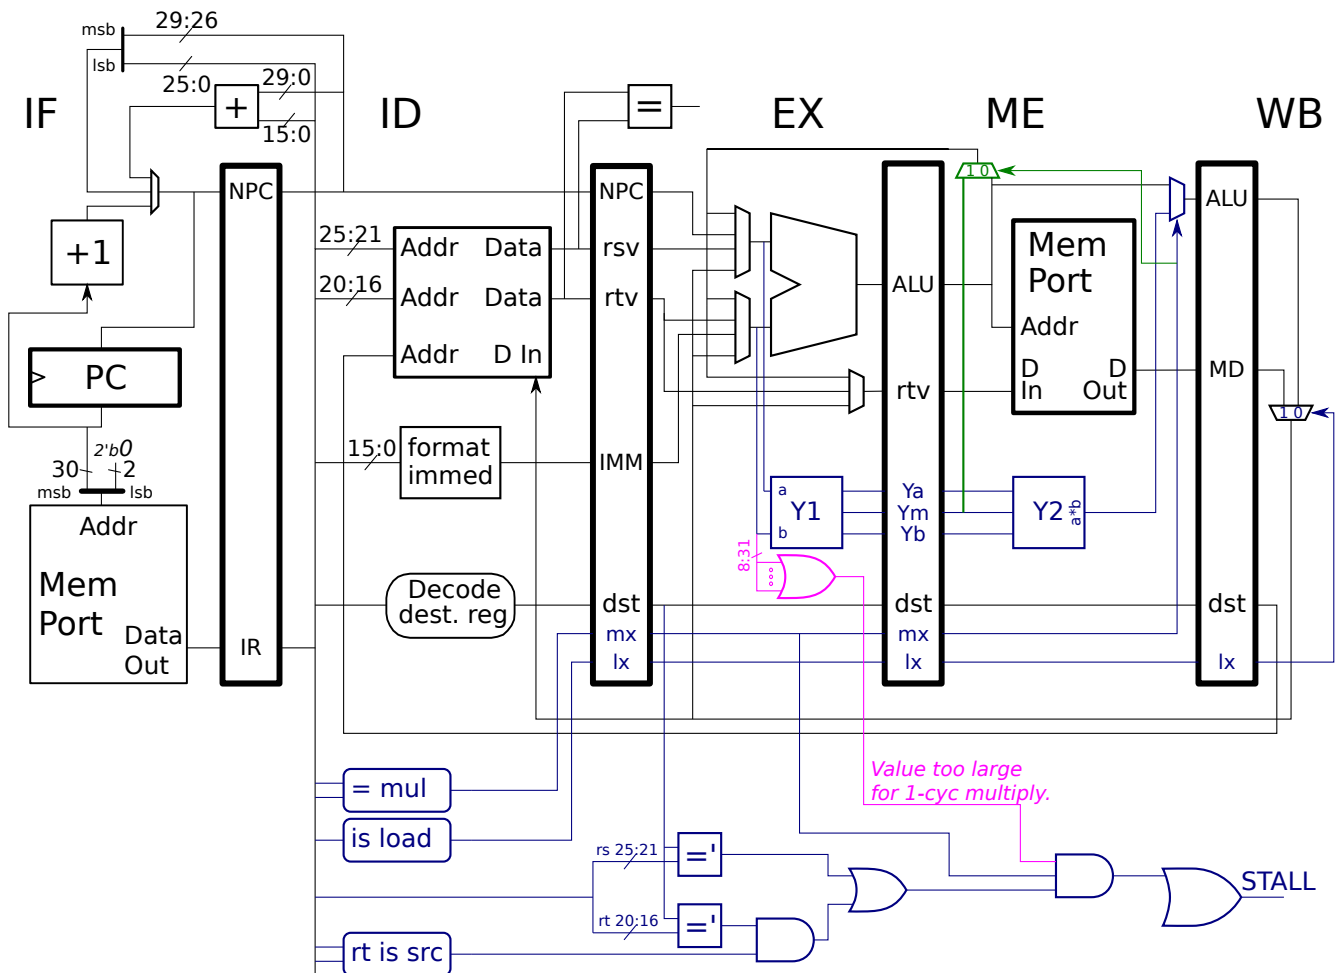 29:26
msb
lsb
25:0
29:0
15:0
+
=
IF
ID
EX
ME
WB
NPC
NPC
1 0
ALU
+1
25:21
Addr
Data
rsv
Mem
Port
20:16
Addr
Data
rtv
ALU
Addr
Addr
D In
PC
D
In
D
Out
MD
rtv
1 0
2'b0
30
2
msb
lsb
15:0
format
immed
IMM
Addr
a
Y1
b
Ya
Ym
Yb
Y2
a*b
8:31
Mem
Port
Data
Out
IR
Decode
dest. reg
dst
dst
dst
mx
mx
lx
lx
lx
Value too large
for 1-cyc multiply.
= mul
is load
rs 25:21
='
rt 20:16
='
STALL
rt is src